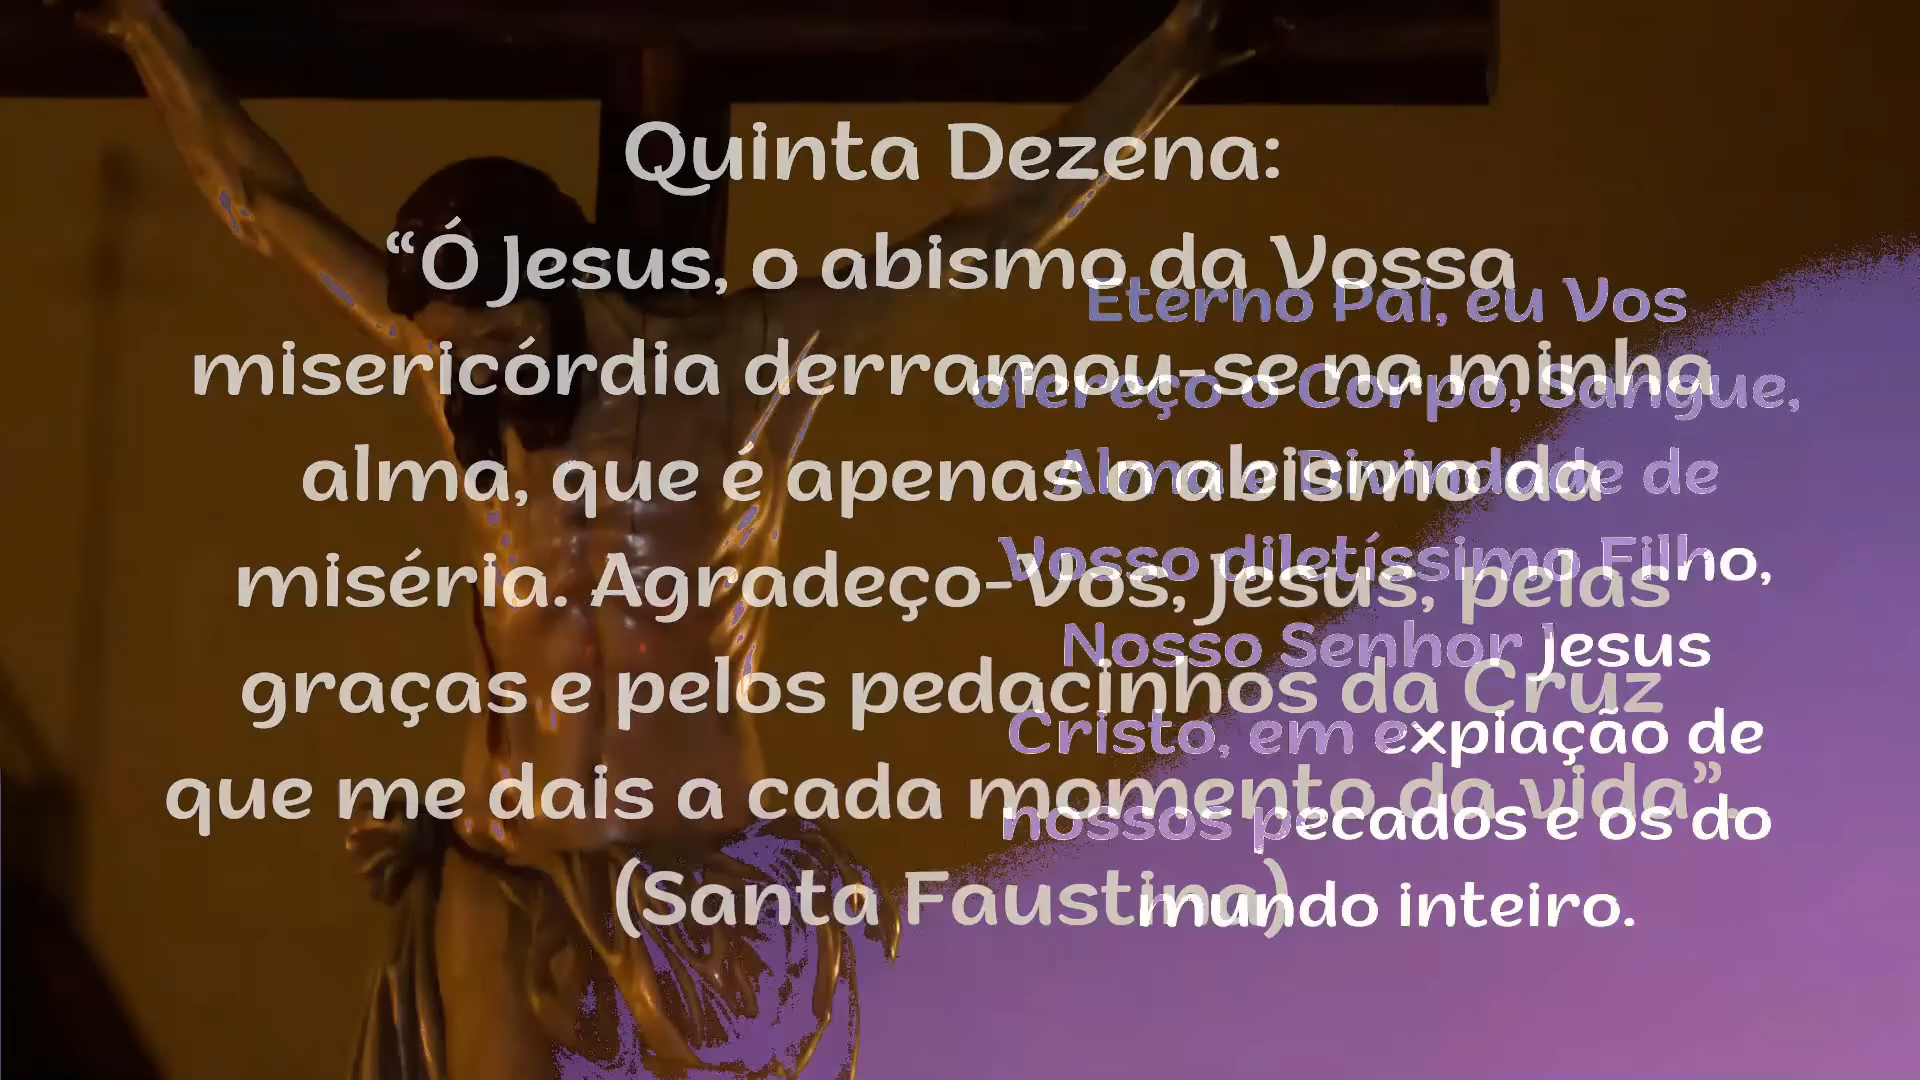 Quinta Dezena:
“Ó Jesus, o abismo da Vossa
misericórdia derramou-se na minha
alma, que é apenas o abismo da
miséria. Agradeço-Vos, Jesus, pelas
graças e pelos pedacinhos da Cruz
que me dais a cada momento da vida”.
(Santa Faustina)
Eterno Pai, eu Vos
ofereço o Corpo, Sangue,
Alma e Divindade de
Vosso diletíssimo Filho,
Nosso Senhor Jesus
Cristo, em expiação de
nossos pecados e os do
mundo inteiro.